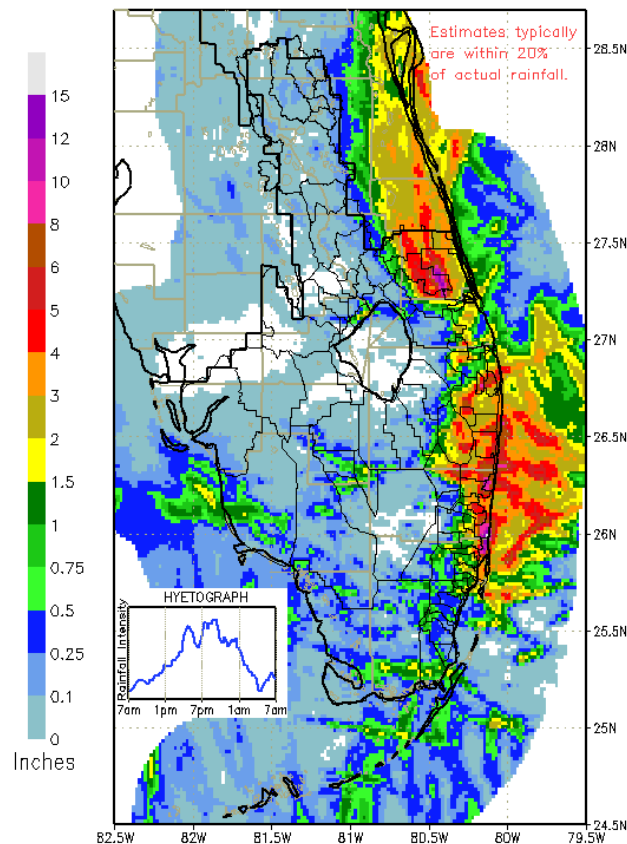 Estimates typically
are within 20%
of actual rainfall.
15
12
10
8
6
5
4
3
2
1.5
1
0.75
0.5
0.25
0.1
0
Inches
28.5N
28N
27.5N
27N
26.5N
26N
25.5N
25N
24.5N
HYETOGRAPH
Rainfall Intensity
7am 1pm 7pm 1am 7am
82.5W 82W 81.5W 81W 80.5W 80W 79.5W